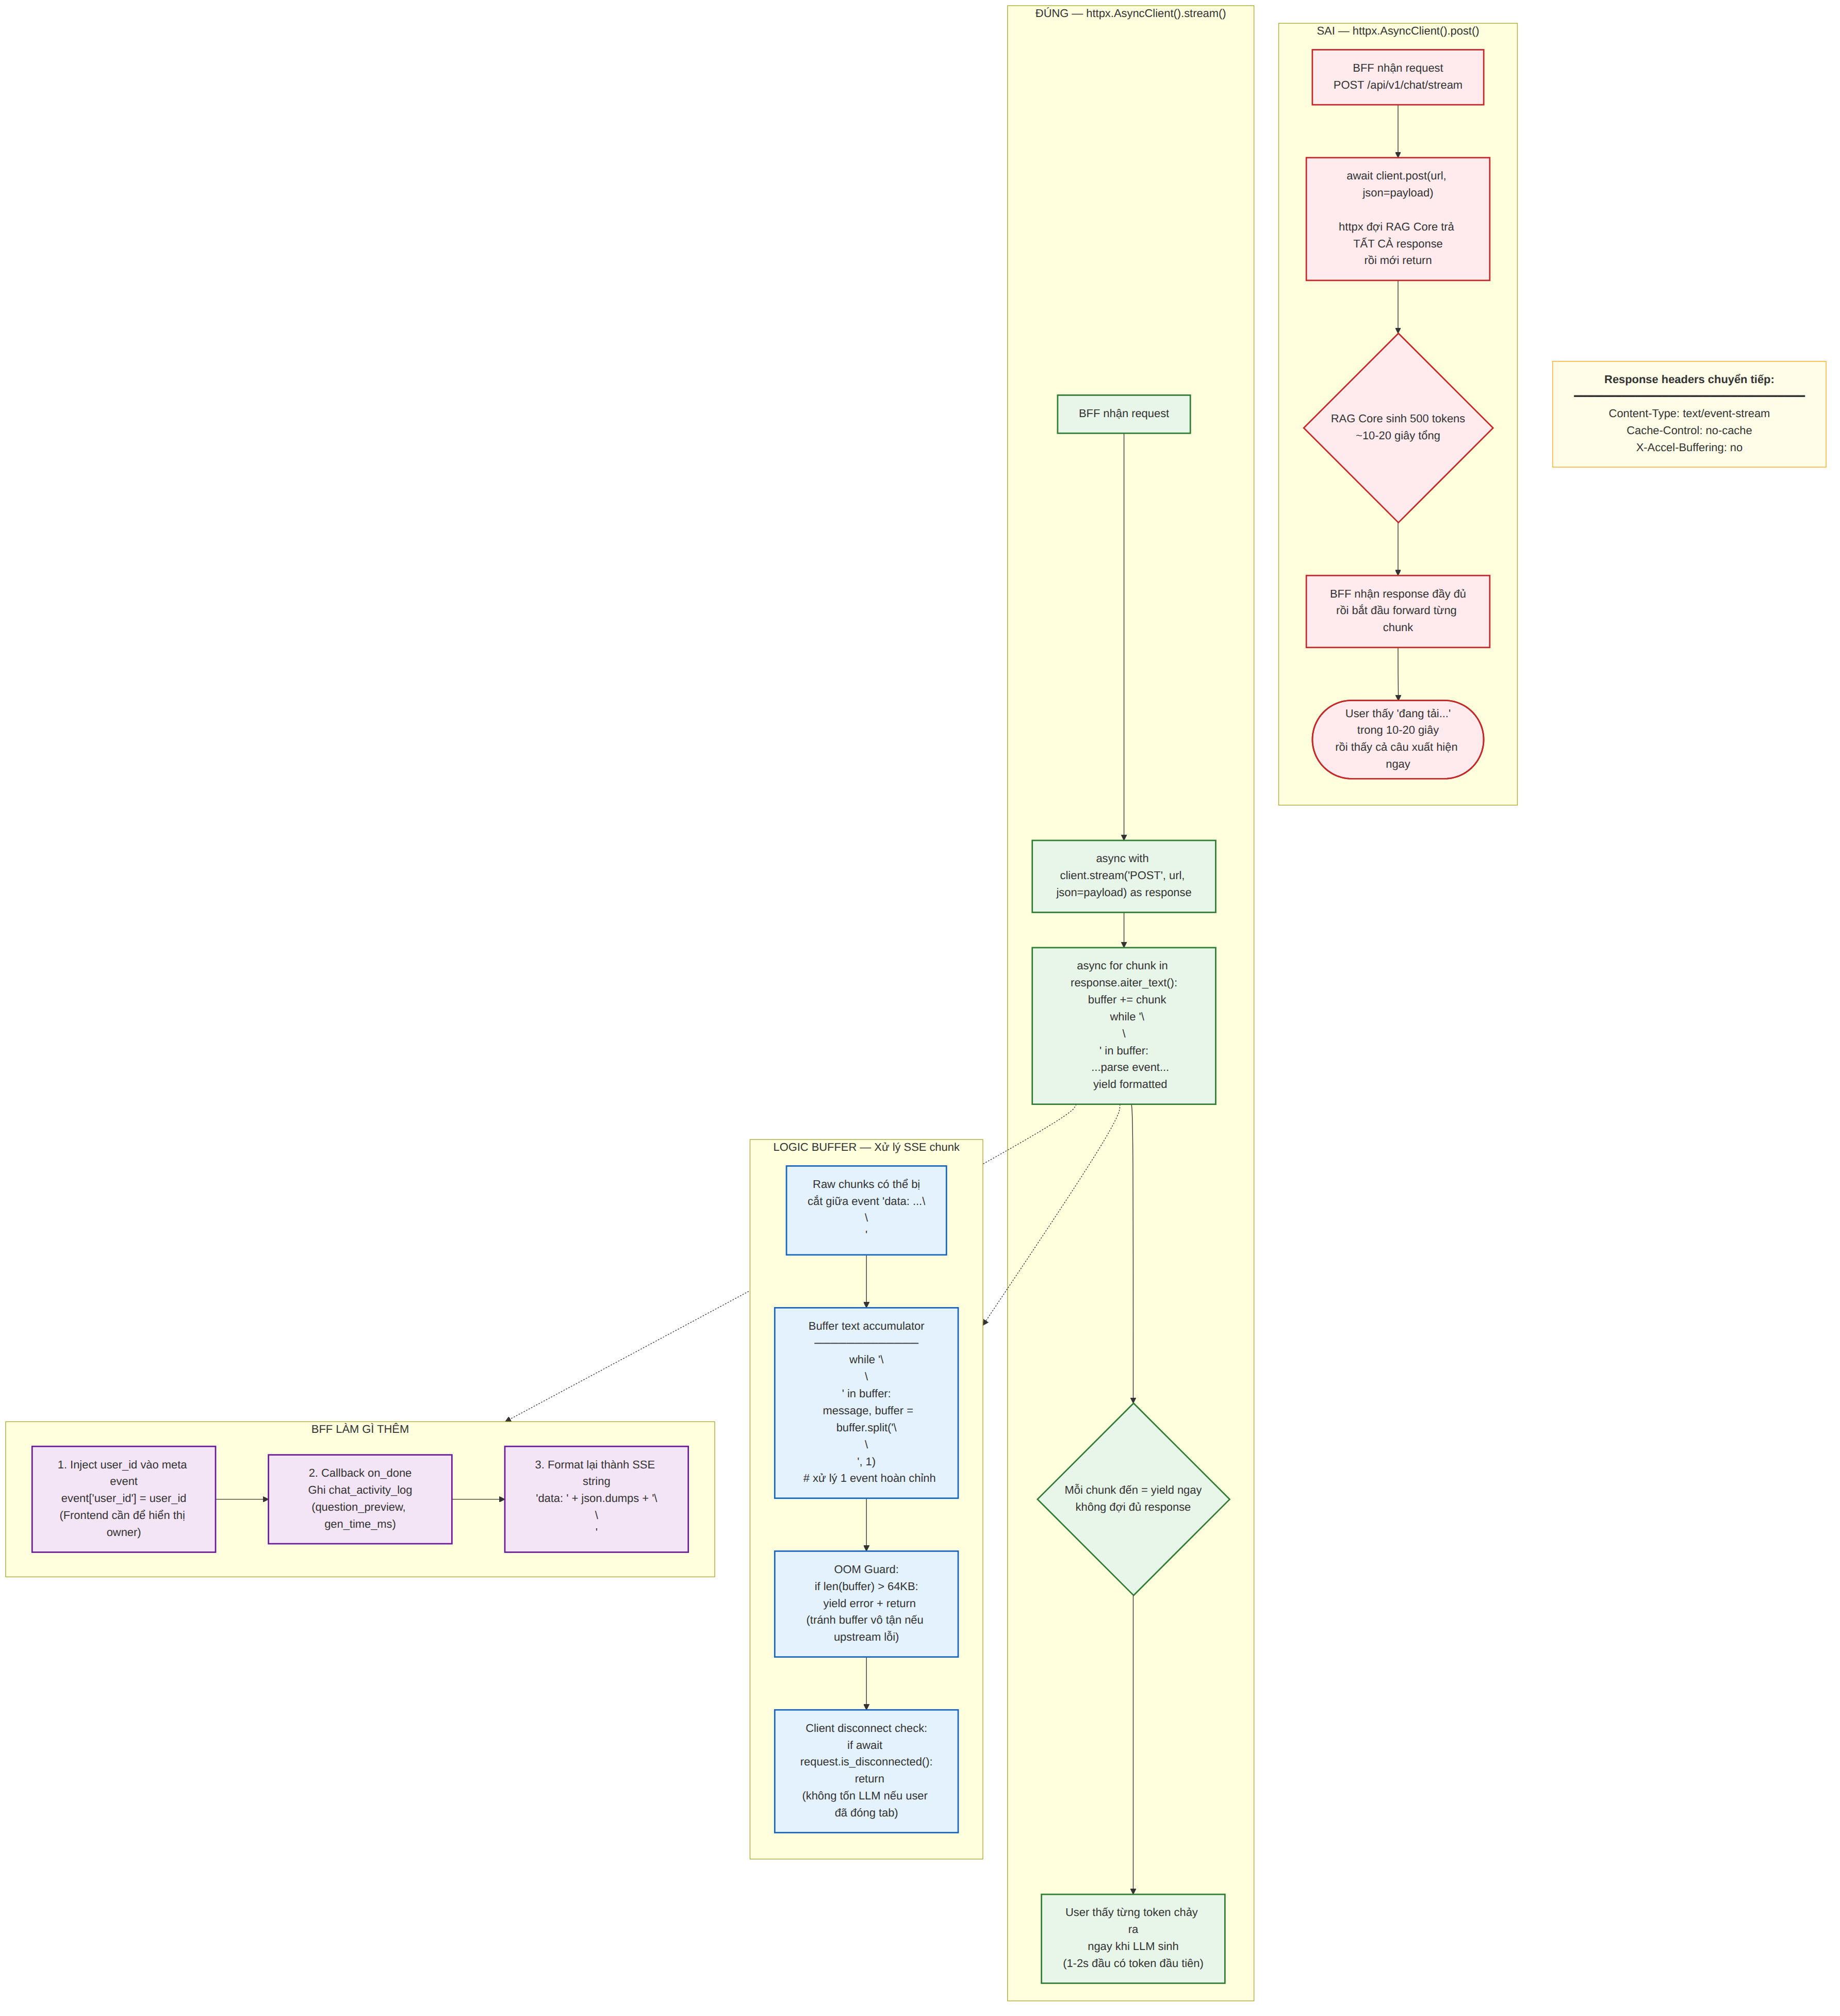 ĐÚNG — httpx.AsyncClient().stream()
BFF nhận request
async with
client.stream('POST', url,
json=payload) as response
async for chunk in
response.aiter_text():
buffer += chunk
while '\
\
' in buffer:
...parse event...
yield formatted
Mỗi chunk đến = yield ngay
không đợi đủ response
User thấy từng token chảy
ra
ngay khi LLM sinh
(1-2s đầu có token đầu tiên)
SAI — httpx.AsyncClient().post()
BFF nhận request
POST /api/v1/chat/stream
await client.post(url,
json=payload)
httpx đợi RAG Core trả
TẤT CẢ response
rồi mới return
RAG Core sinh 500 tokens
~10-20 giây tổng
BFF nhận response đầy đủ
rồi bắt đầu forward từng
chunk
User thấy 'đang tải...'
trong 10-20 giây
rồi thấy cả câu xuất hiện
ngay
Response headers chuyển tiếp:
Content-Type: text/event-stream
Cache-Control: no-cache
X-Accel-Buffering: no
LOGIC BUFFER — Xử lý SSE chunk
Raw chunks có thể bị
cắt giữa event 'data: ...\
\
'
Buffer text accumulator
while '\
\
' in buffer:
message, buffer =
buffer.split('\
\
', 1)
# xử lý 1 event hoàn chỉnh
OOM Guard:
if len(buffer) > 64KB:
yield error + return
(tránh buffer vô tận nếu
upstream lỗi)
Client disconnect check:
if await
request.is_disconnected():
return
(không tốn LLM nếu user
đã đóng tab)
BFF LÀM GÌ THÊM
1. Inject user_id vào meta
event
event['user_id'] = user_id
(Frontend cần để hiển thị
owner)
2. Callback on_done
Ghi chat_activity_log
(question_preview,
gen_time_ms)
3. Format lại thành SSE
string
'data: ' + json.dumps + '\
\
'